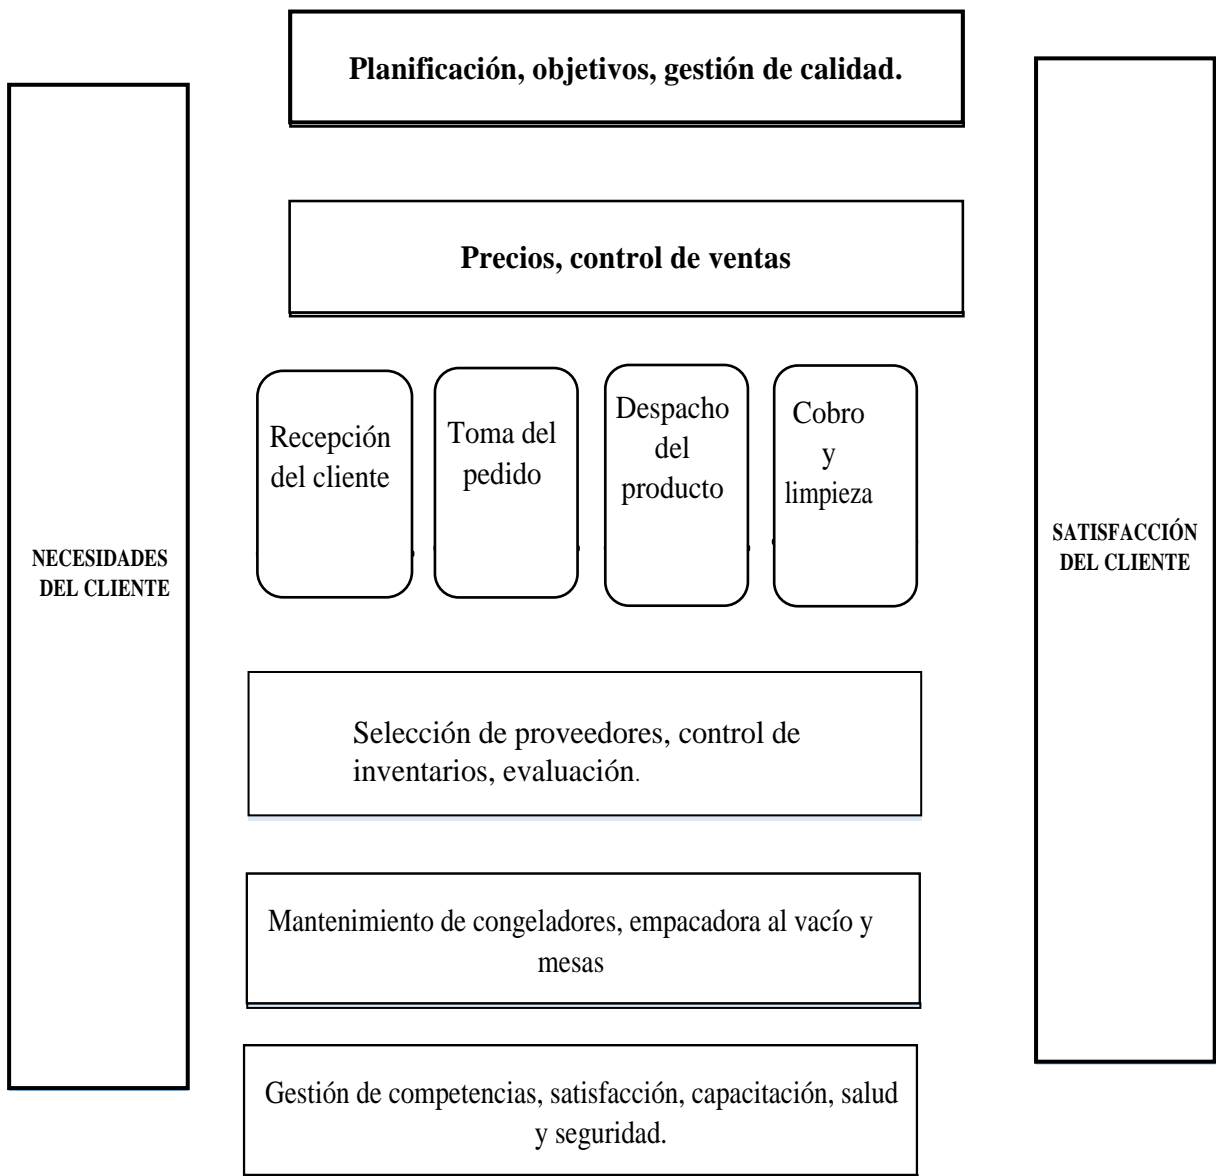 Planificación, objetivos, gestión de calidad.
Precios, control de ventas
Recepción
del cliente
Toma del
pedido
Despacho
del
producto
Cobro
y
limpieza
NECESIDADES
DEL CLIENTE
SATISFACCIÓN
DEL CLIENTE
Selección de proveedores, control de
inventarios, evaluación.
Mantenimiento de congeladores, empacadora al vacío y
mesas
Gestión de competencias, satisfacción, capacitación, salud
y seguridad.